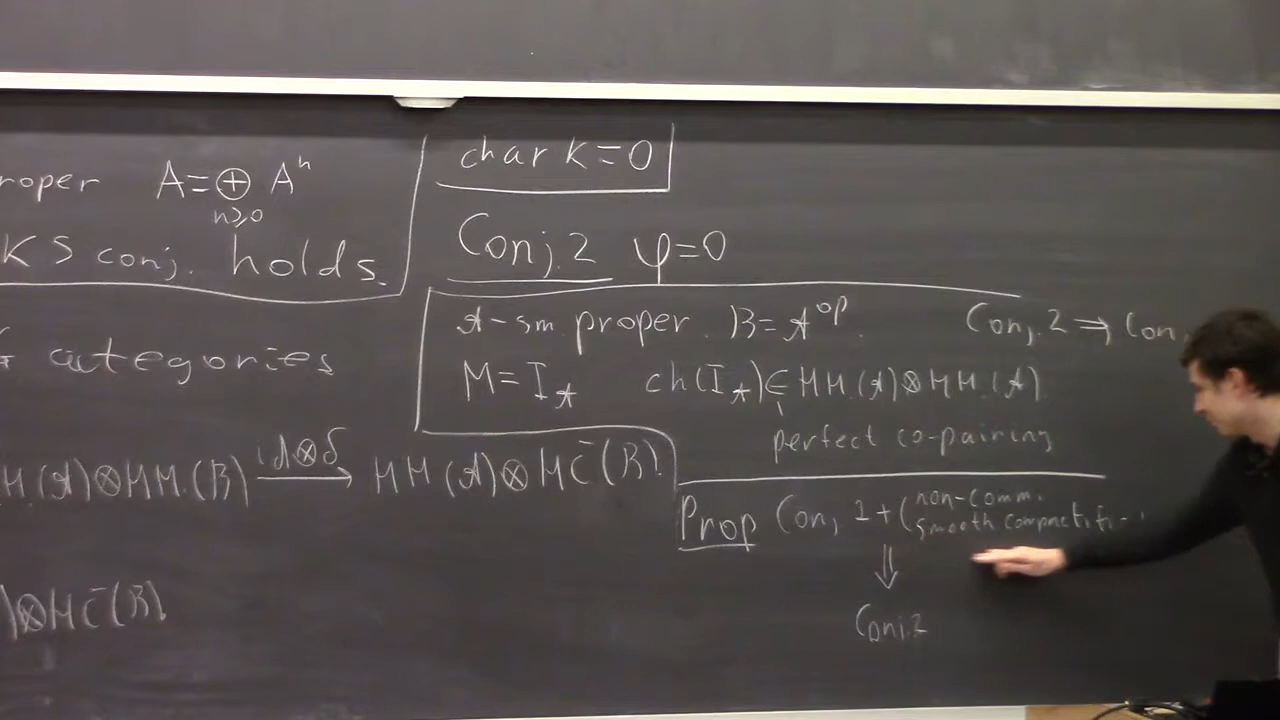 roper A=⊕ Aⁿ
n≥0
KS conj. holds.
categories
(A)⊗HH.(B) id⊗δ → HH.(A)⊗HC⁻(B).
)⊗HC⁻(B).
char K=0
Conj. 2 φ=0
A-sm. proper. B=A^op.
M=I_A ch(I_A)∈HH.(A)⊗HH.(A)
perfect co-pairing
Conj. 2 ⇒ Con
Prop Conj 2+(non-comm.
smooth compactifi-
⇓
Conj. 2